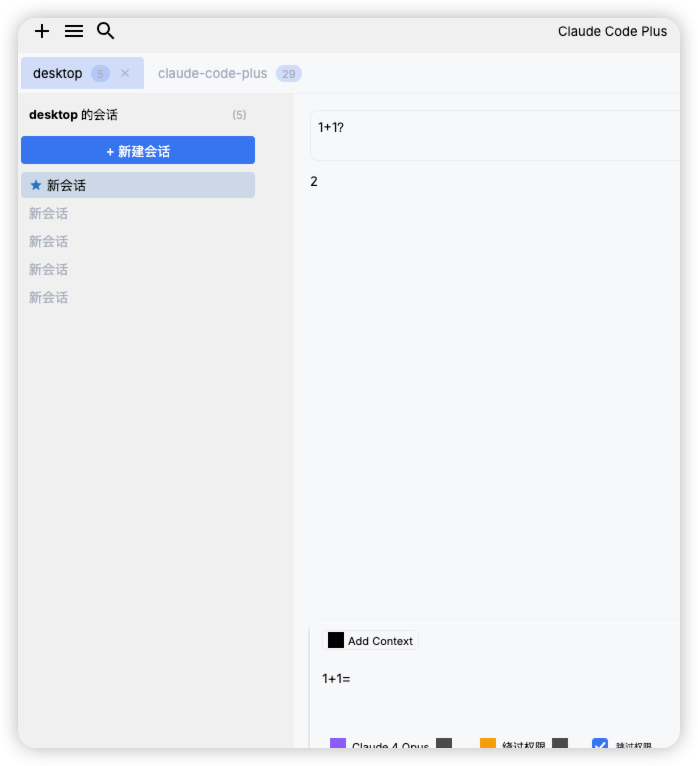 Claude Code Plus
desktop 5 × claude-code-plus 29
desktop 的会话 (5)
+ 新建会话
★ 新会话
新会话
新会话
新会话
新会话
1+1?
2
Add Context
1+1=
Claude 4 Opus 绕过权限 跳过权限